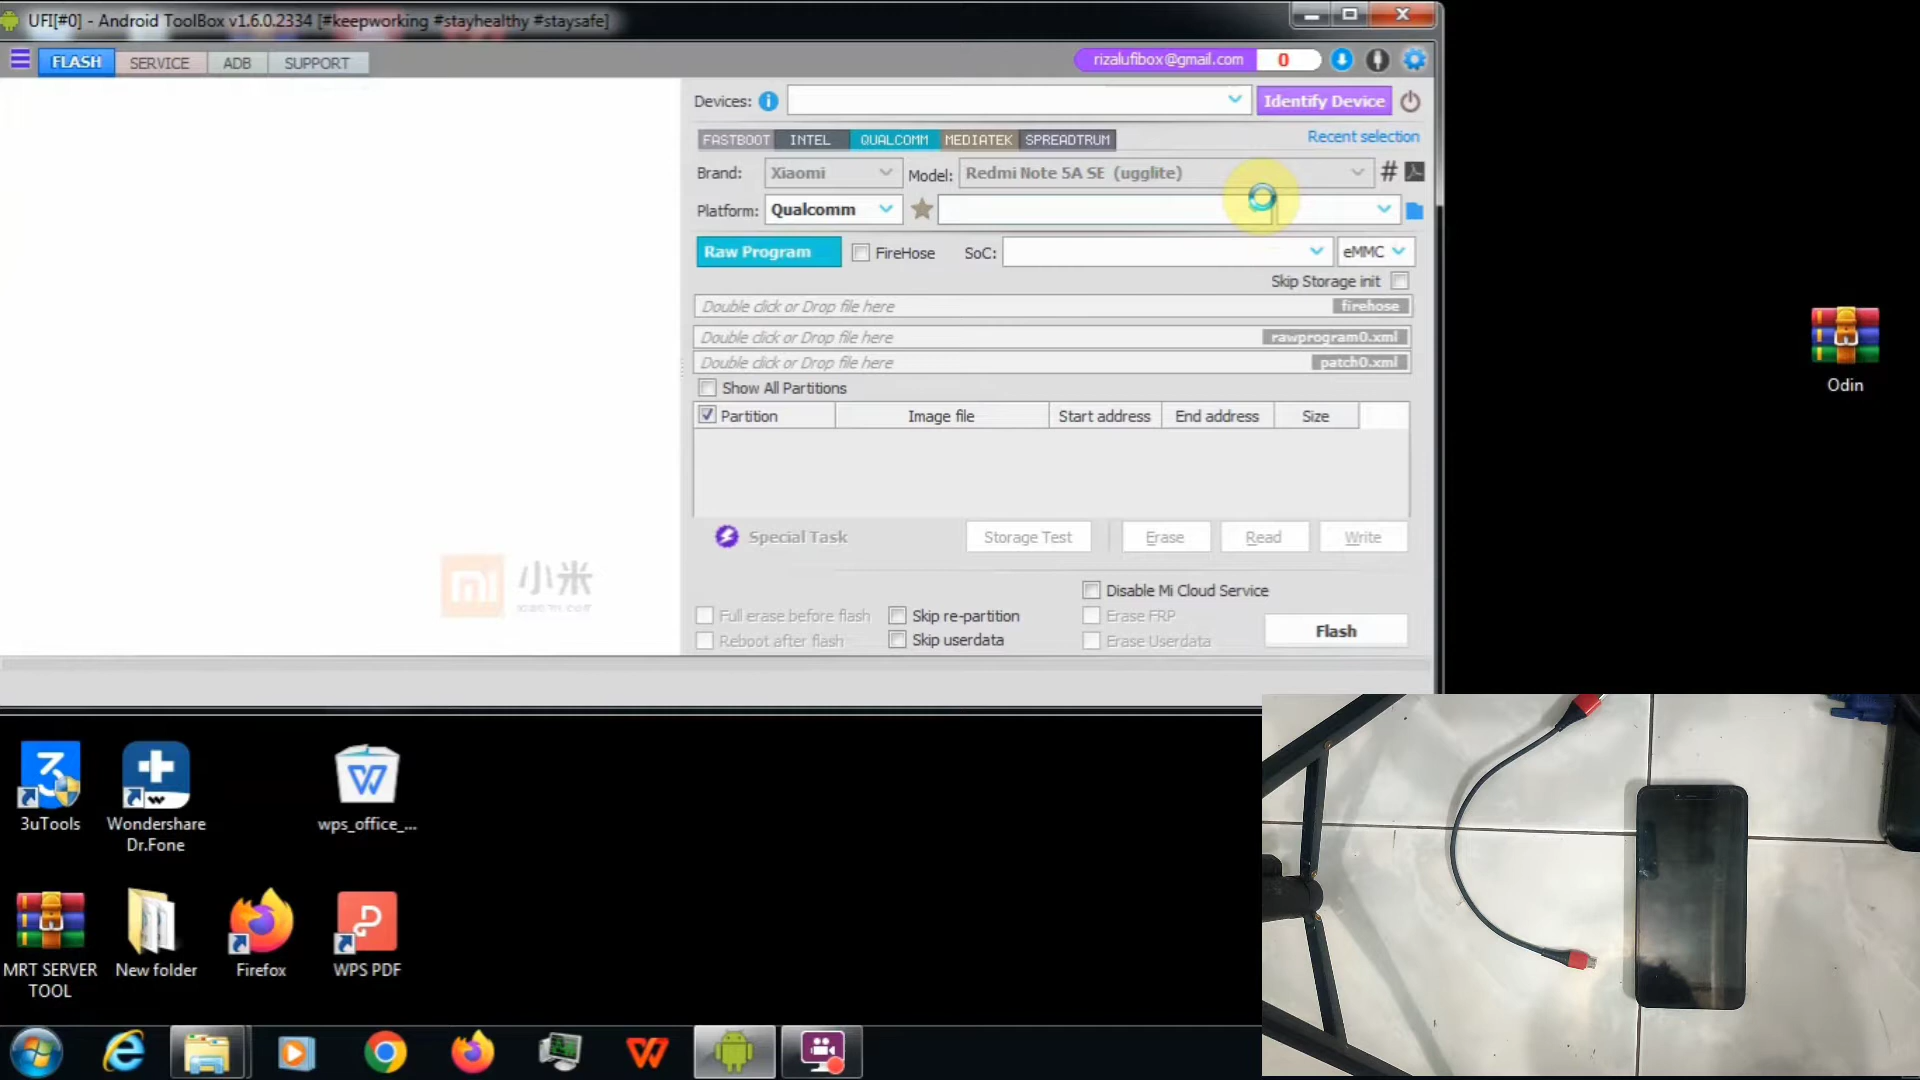 UFI[#0] - Android ToolBox v1.6.0.2334 [#keepworking #stayhealthy #staysafe]
FLASH SERVICE ADB SUPPORT
rizalufibox@gmail.com 0
Devices: Identify Device
FASTBOOT INTEL QUALCOMM MEDIATEK SPREADTRUM Recent selection
Brand: Xiaomi Model: Redmi Note 5A SE (ugglite) #
Platform: Qualcomm
Raw Program FireHose SoC: eMMC
Skip Storage init
Double click or Drop file here firehose
Double click or Drop file here rawprogram0.xml
Double click or Drop file here patch0.xml
Show All Partitions
Partition Image file Start address End address Size
Special Task Storage Test Erase Read Write
mi 小米
Disable Mi Cloud Service
Full erase before flash Skip re-partition Erase FRP
Reboot after flash Skip userdata Erase Userdata
Flash
Odin
3uTools
Wondershare Dr.Fone
wps_office_...
MRT SERVER TOOL
New folder
Firefox
WPS PDF